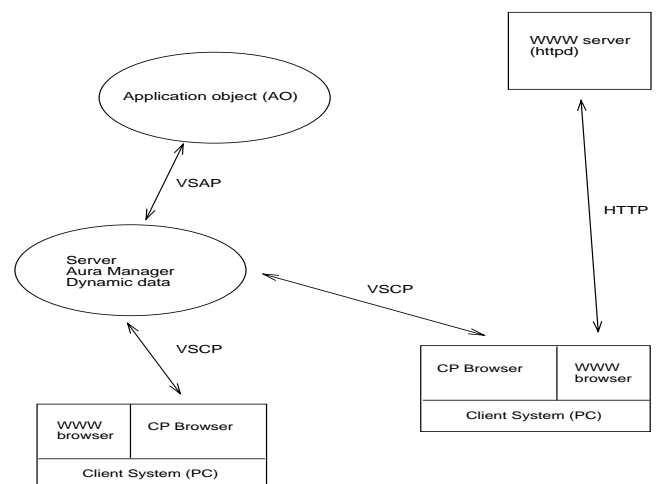 WWW server
(httpd)
Application object (AO)
VSAP
HTTP
Server
Aura Manager
Dynamic data
VSCP
VSCP
CP Browser
WWW
browser
Client System (PC)
WWW
browser
CP Browser
Client System (PC)